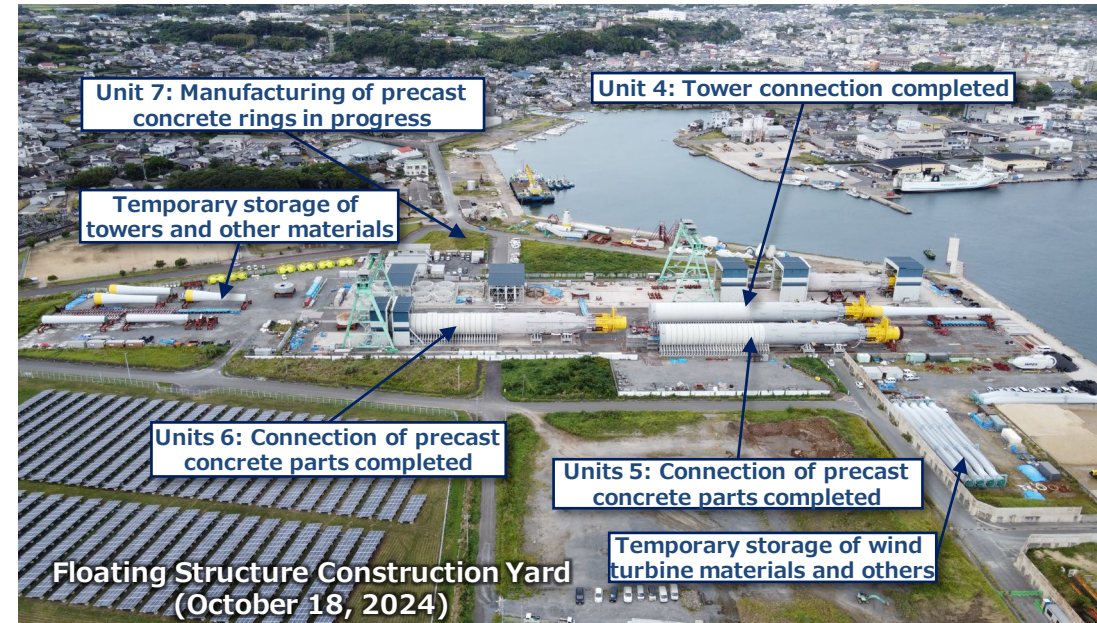 Unit 7: Manufacturing of precast
concrete rings in progress
Unit 4: Tower connection completed
Temporary storage of
towers and other materials
Units 6: Connection of precast
concrete parts completed
Units 5: Connection of precast
concrete parts completed
Temporary storage of wind
turbine materials and others
Floating Structure Construction Yard
(October 18, 2024)